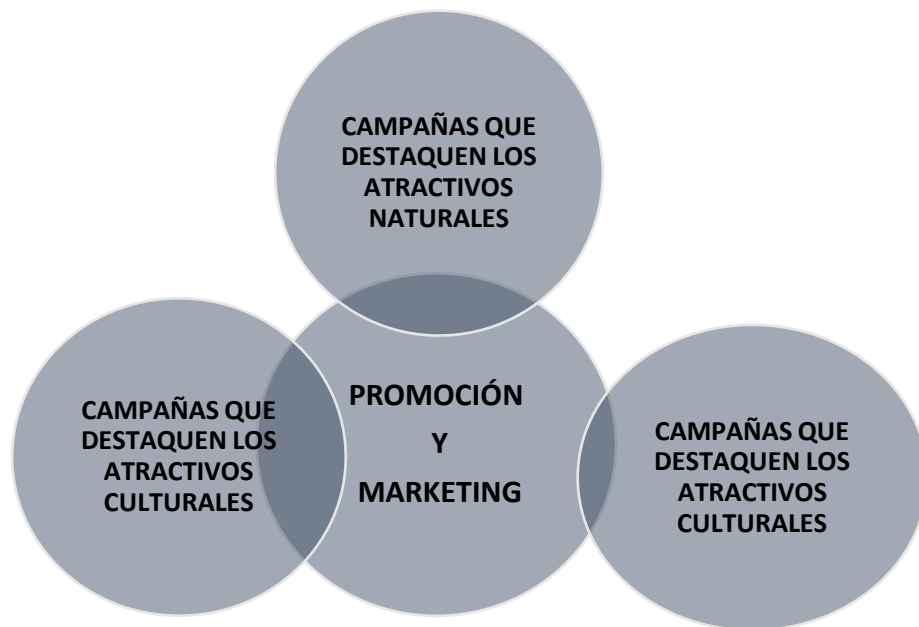 CAMPAÑAS QUE
DESTAQUEN LOS
ATRACTIVOS
NATURALES
CAMPAÑAS QUE
DESTAQUEN LOS
ATRACTIVOS
CULTURALES
PROMOCIÓN
Y
MARKETING
CAMPAÑAS QUE
DESTAQUEN LOS
ATRACTIVOS
CULTURALES